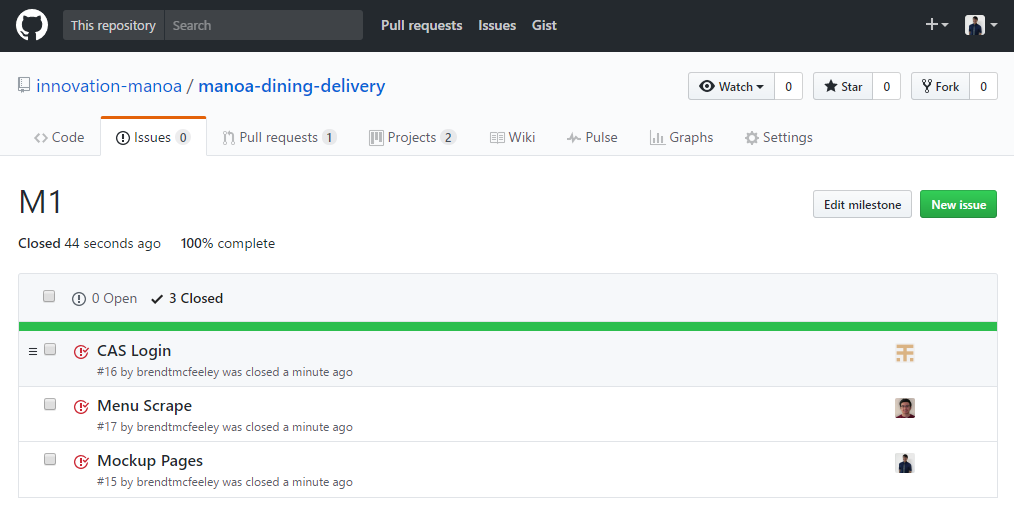 This repository Search Pull requests Issues Gist
innovation-manoa / manoa-dining-delivery Watch 0 Star 0 Fork 0
Code Issues 0 Pull requests 1 Projects 2 Wiki Pulse Graphs Settings
M1 Edit milestone New issue
Closed 44 seconds ago 100% complete
0 Open 3 Closed
CAS Login
#16 by brendtmcfeeley was closed a minute ago
Menu Scrape
#17 by brendtmcfeeley was closed a minute ago
Mockup Pages
#15 by brendtmcfeeley was closed a minute ago